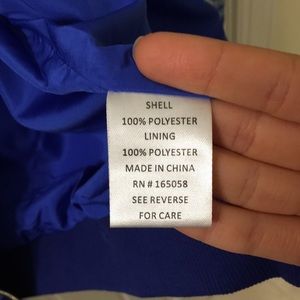 SHELL
100% POLYESTER
LINING
100% POLYESTER
MADE IN CHINA
RN # 165058
SEE REVERSE
FOR CARE